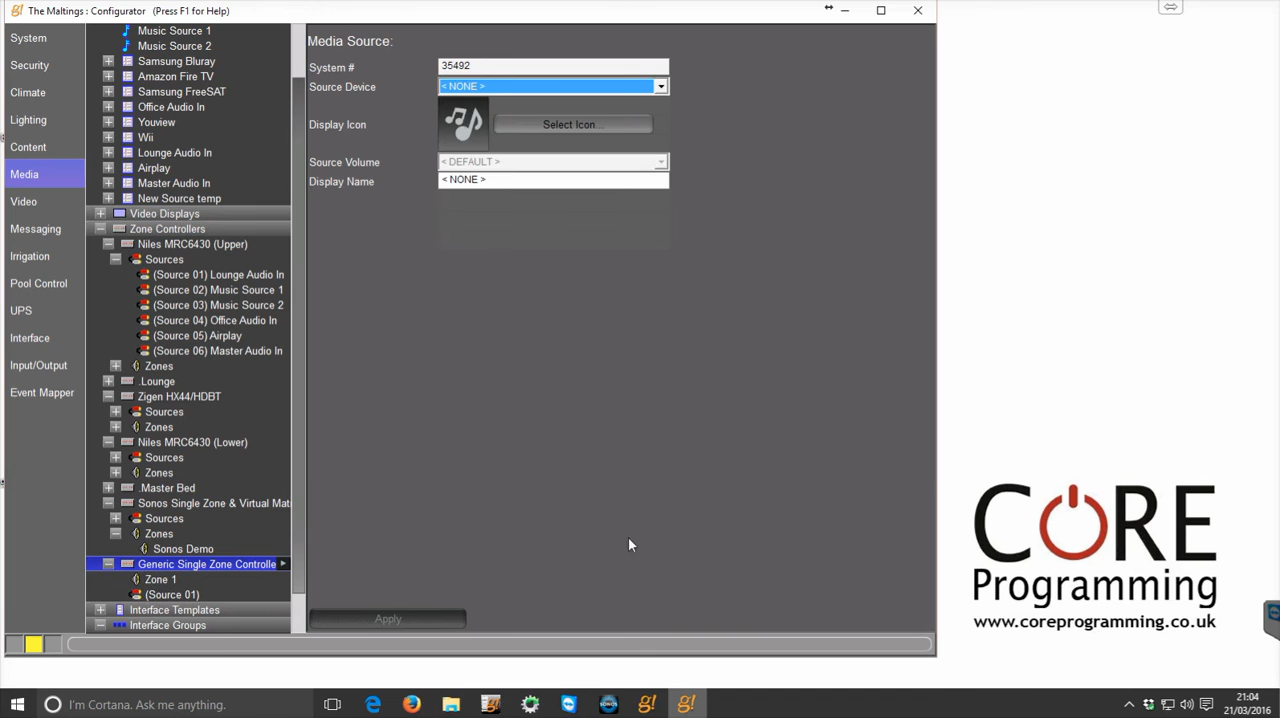 The Maltings : Configurator (Press F1 for Help)
System
Security
Climate
Lighting
Content
Media
Video
Messaging
Irrigation
Pool Control
UPS
Interface
Input/Output
Event Mapper
Music Source 1
Music Source 2
Samsung Bluray
Amazon Fire TV
Samsung FreeSAT
Office Audio In
Youview
Wii
Lounge Audio In
Airplay
Master Audio In
New Source temp
Video Displays
Zone Controllers
Niles MRC6430 (Upper)
Sources
(Source 01) Lounge Audio In
(Source 02) Music Source 1
(Source 03) Music Source 2
(Source 04) Office Audio In
(Source 05) Airplay
(Source 06) Master Audio In
Zones
.Lounge
Zigen HX44/HDBT
Sources
Zones
Niles MRC6430 (Lower)
Sources
Zones
.Master Bed
Sonos Single Zone & Virtual Mat
Sources
Zones
Sonos Demo
Generic Single Zone Controlle
Zone 1
(Source 01)
Interface Templates
Interface Groups
Media Source:
System # 35492
Source Device < NONE >
Display Icon Select Icon...
Source Volume < DEFAULT >
Display Name < NONE >
Apply
CORE
Programming
www.coreprogramming.co.uk
I'm Cortana. Ask me anything.
SONOS
g!
g!
21:04
21/03/2016